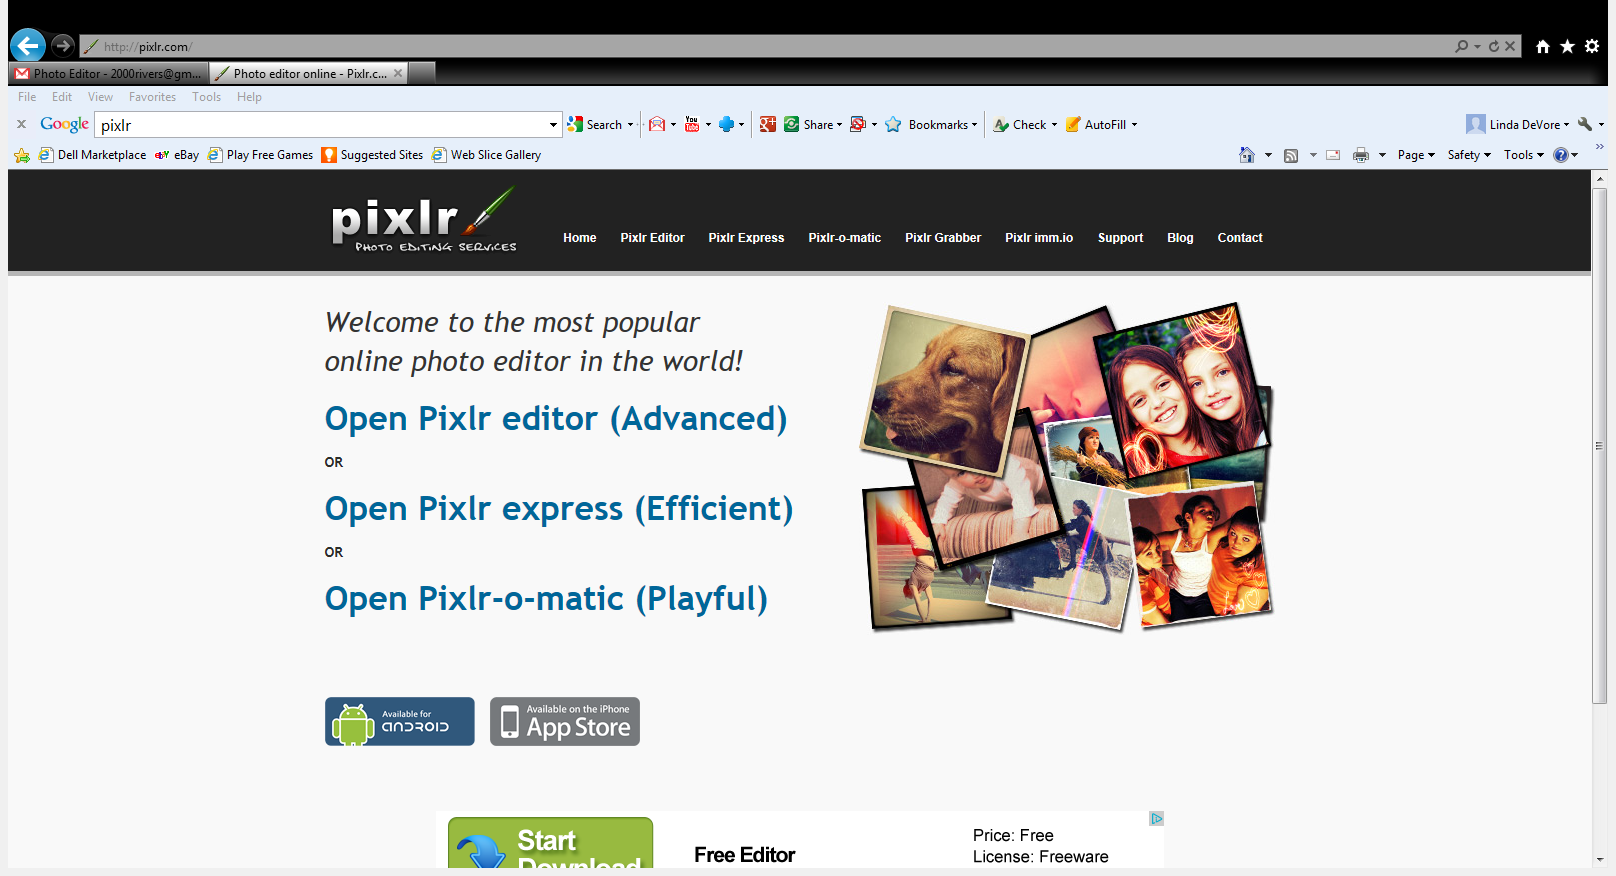 http://pixlr.com/
Photo Editor - 2000rivers@gm...
Photo editor online - Pixlr.c...
File Edit View Favorites Tools Help
x Google pixlr Search Share Bookmarks Check AutoFill Linda DeVore
Dell Marketplace eBay Play Free Games Suggested Sites Web Slice Gallery Page Safety Tools
pixlr
PHOTO EDITING SERVICES
Home Pixlr Editor Pixlr Express Pixlr-o-matic Pixlr Grabber Pixlr imm.io Support Blog Contact
Welcome to the most popular
online photo editor in the world!
Open Pixlr editor (Advanced)
OR
Open Pixlr express (Efficient)
OR
Open Pixlr-o-matic (Playful)
Available for
android
Available on the iPhone
App Store
Start
Download
Free Editor
Price: Free
License: Freeware